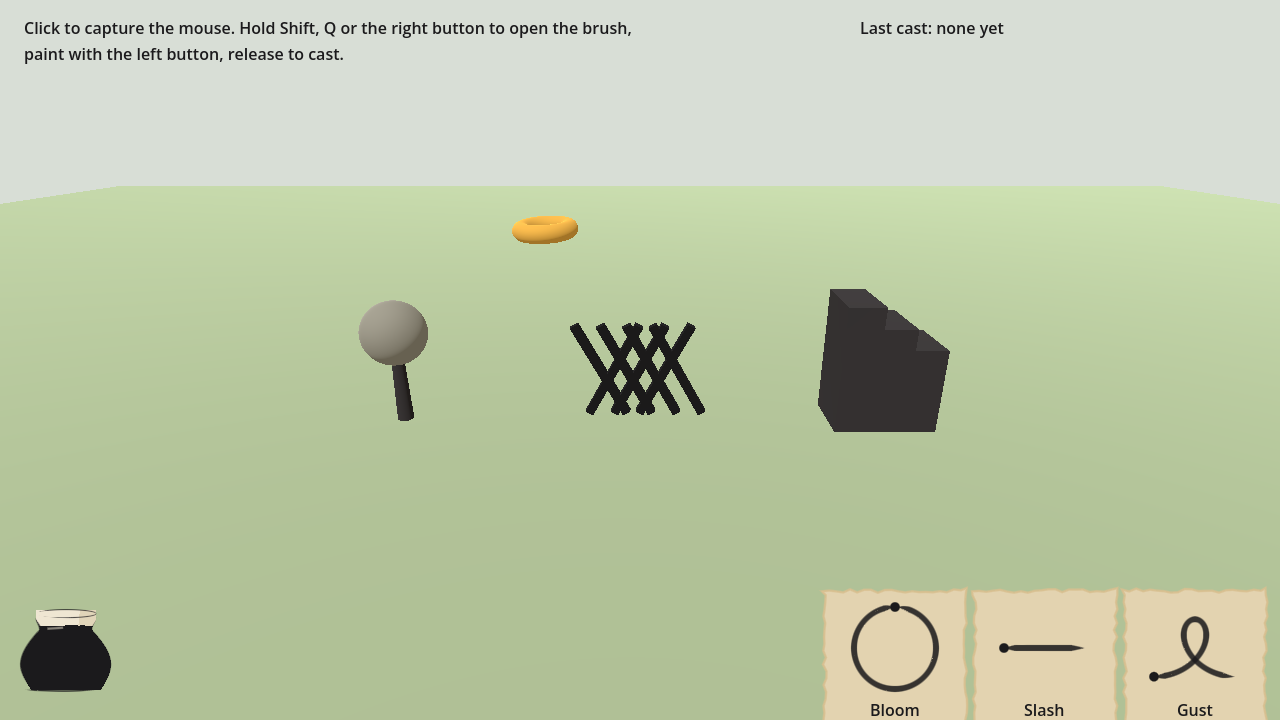 Click to capture the mouse. Hold Shift, Q or the right button to open the brush,
paint with the left button, release to cast.
Last cast: none yet
Bloom
Slash
Gust